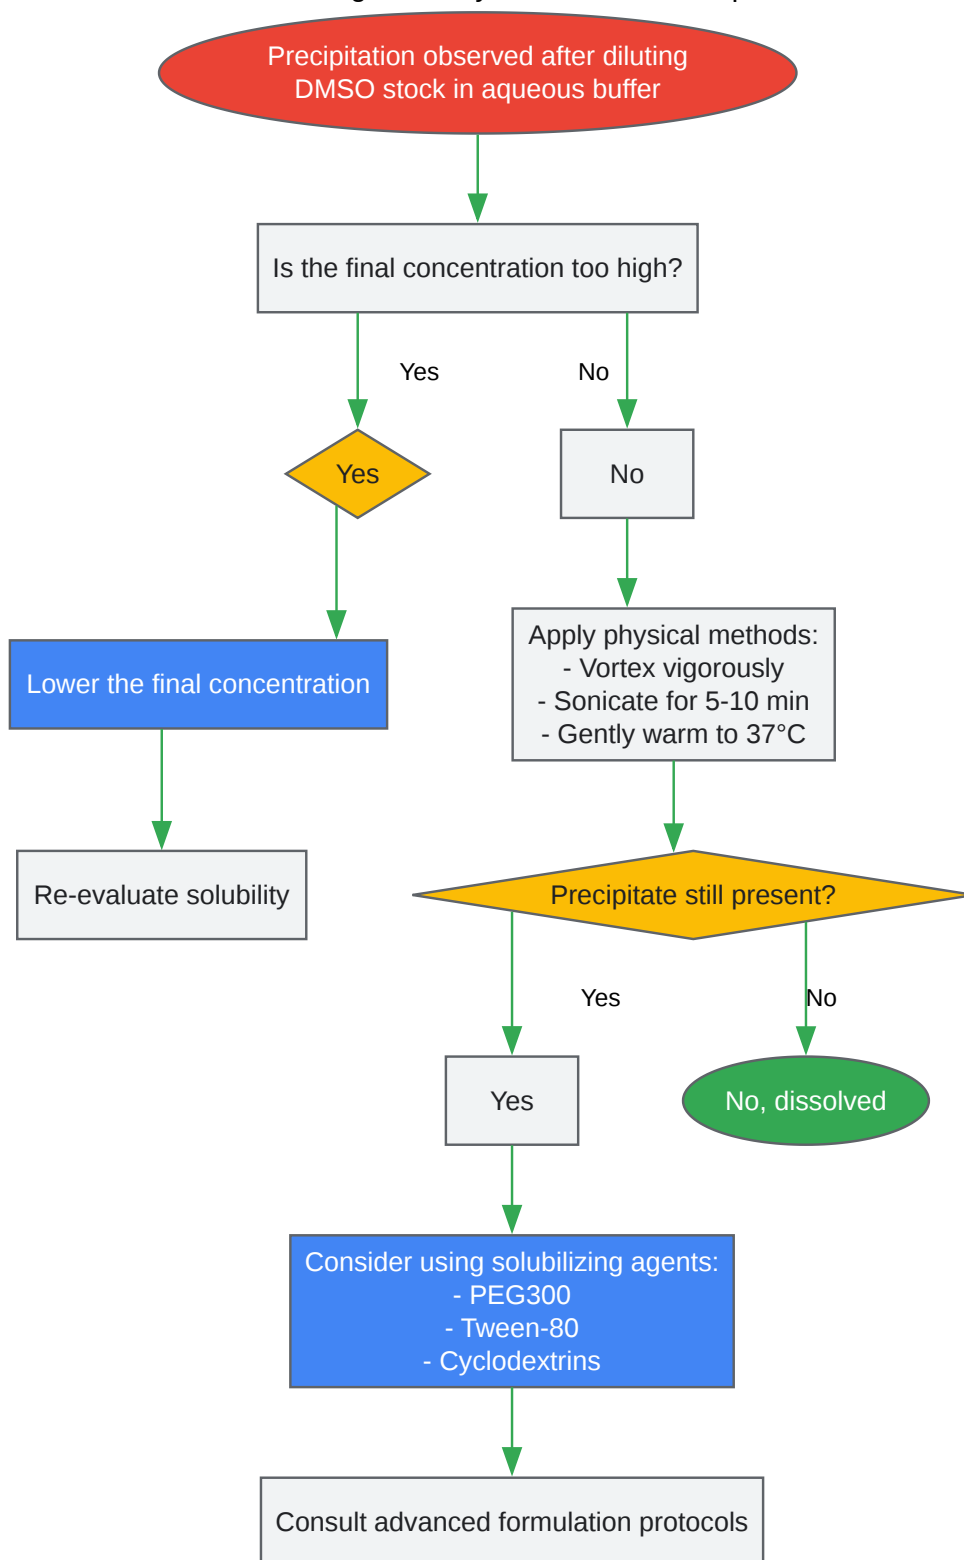 Precipitation observed after diluting
DMSO stock in aqueous buffer
Is the final concentration too high?
Yes
No
Yes
No
Apply physical methods:
- Vortex vigorously
- Sonicate for 5-10 min
- Gently warm to 37°C
Lower the final concentration
Re-evaluate solubility
Precipitate still present?
Yes
No
Yes
No, dissolved
Consider using solubilizing agents:
- PEG300
- Tween-80
- Cyclodextrins
Consult advanced formulation protocols